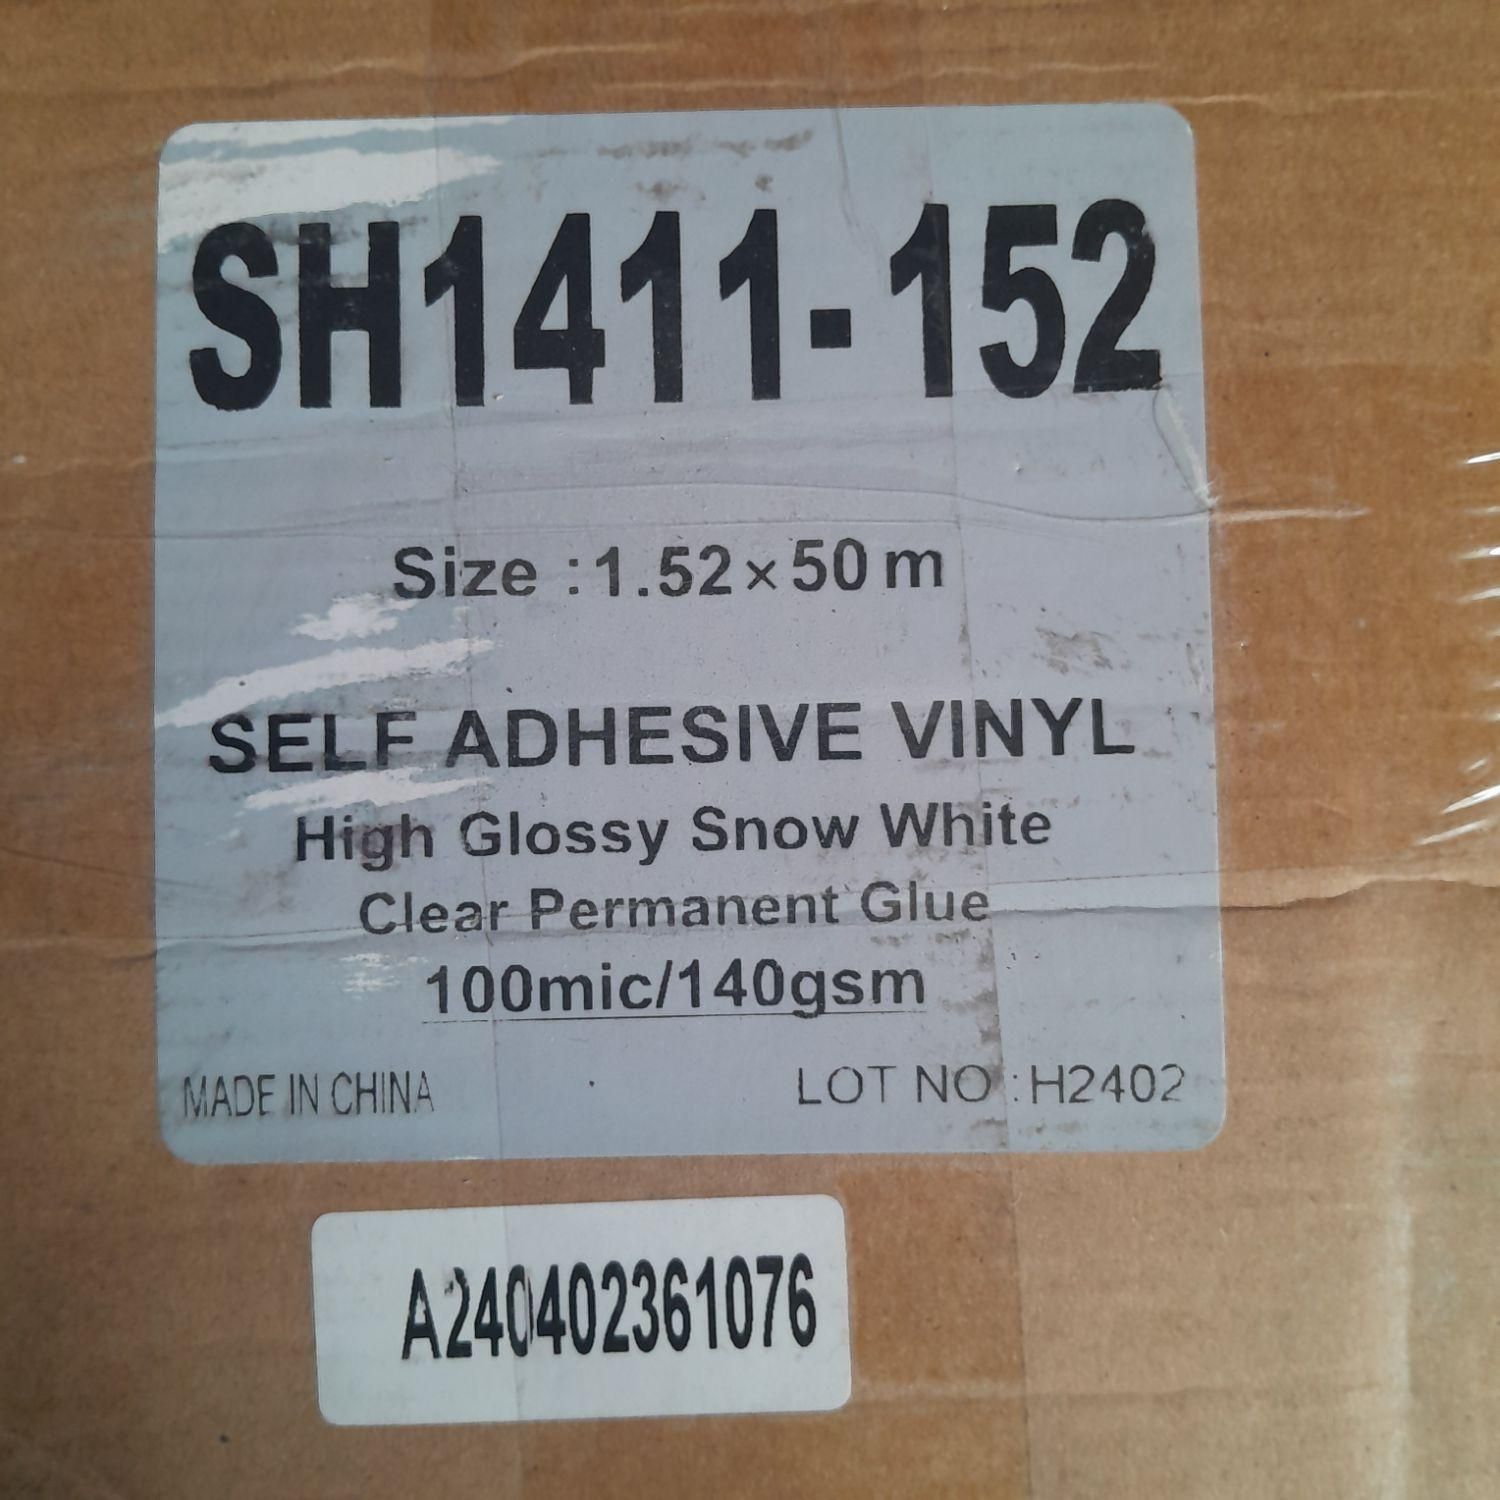 SH1411-152
Size :1.52×50m
SELF ADHESIVE VINYL
High Glossy Snow White
Clear Permanent Glue
100mic/140gsm
MADE IN CHINA
LOT NO :H2402
A240402361076